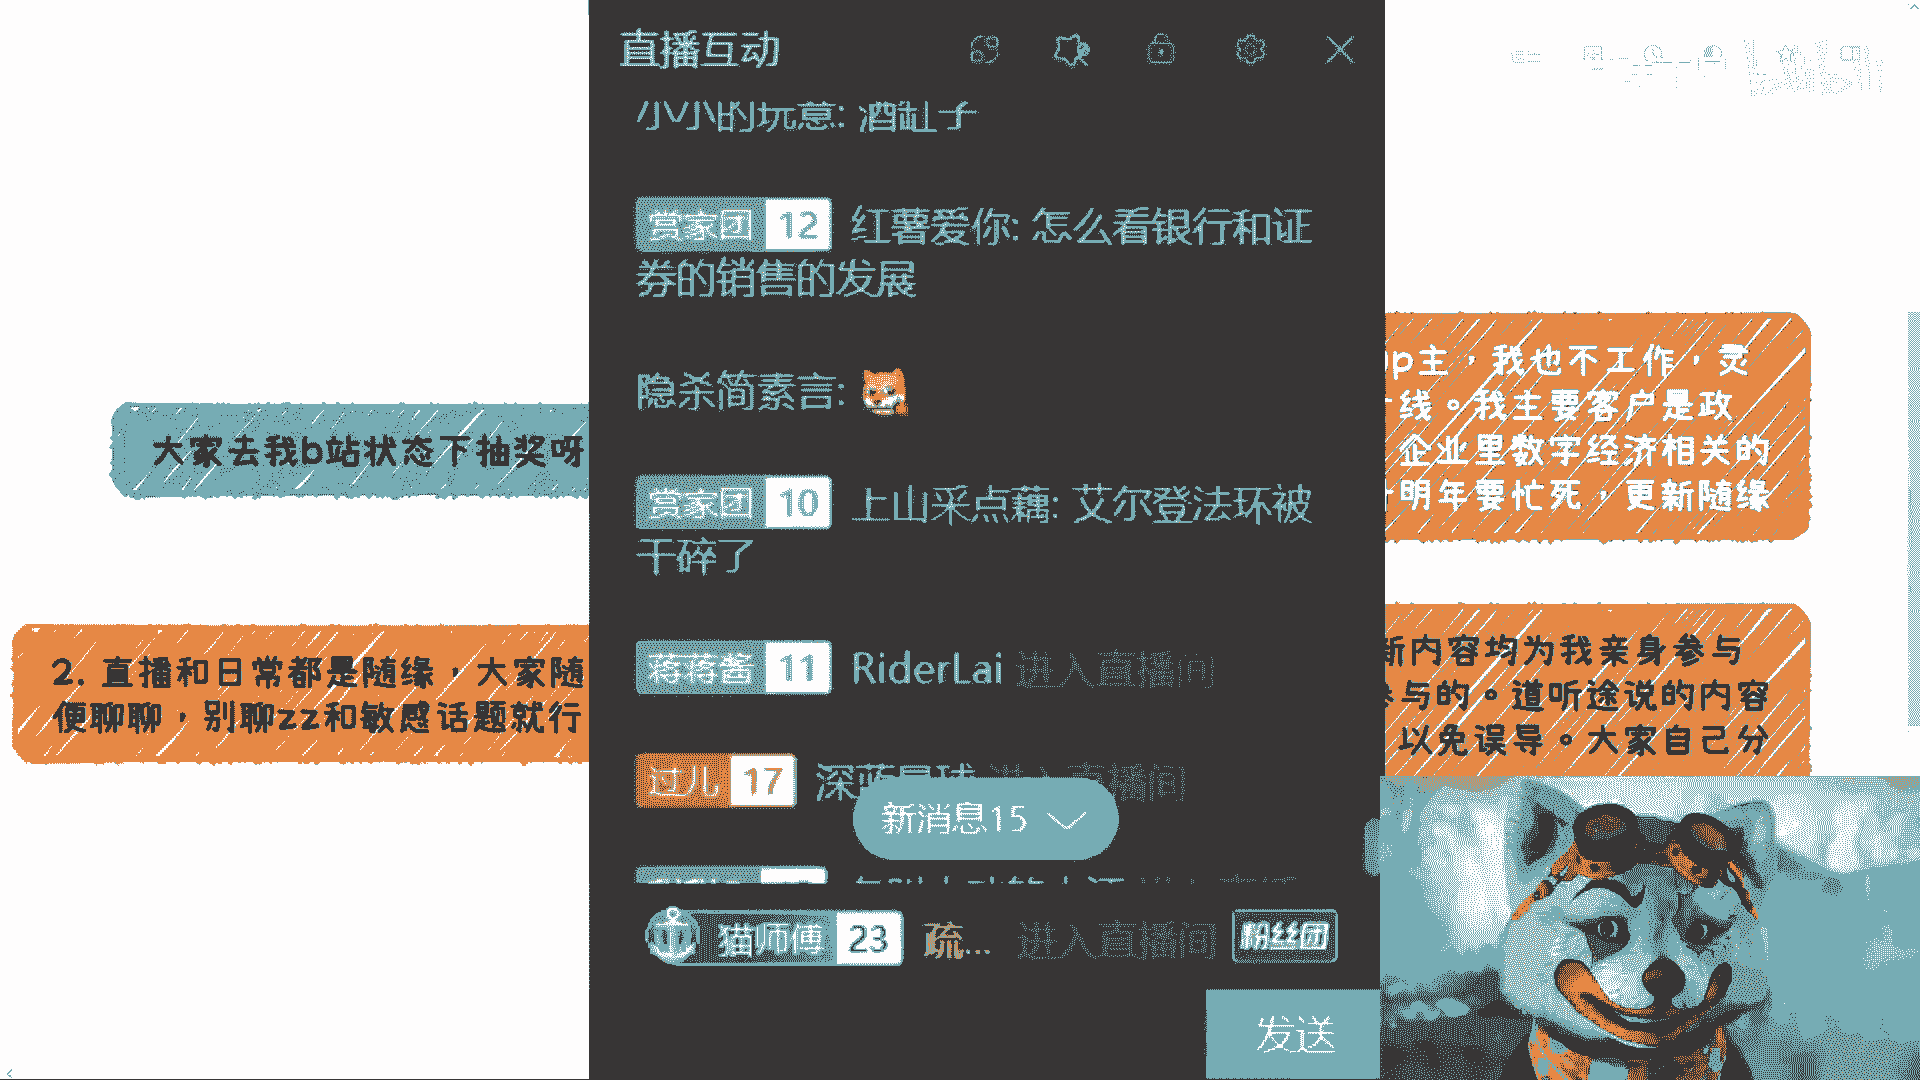 直播互动
小小的玩意: 酒缸子
赏家团 12 红薯爱你: 怎么看银行和证
券的销售的发展
隐杀简素言:
赏家团 10 上山采点藕: 艾尔登法环被
干碎了
蒋蒋酱 11 RiderLai 进入直播间
过儿 17 深蓝星球 进入直播间
新消息15
猫师傅 23 疏... 进入直播间 粉丝团
发送
大家去我b站状态下抽奖呀
2. 直播和日常都是随缘，大家随
便聊聊，别聊zz和敏感话题就行
up主，我也不工作，灵
线。我主要客户是政
企业里数字经济相关的
明年要忙死，更新随缘
新内容均为我亲身参与
参与的。道听途说的内容
以免误导。大家自己分